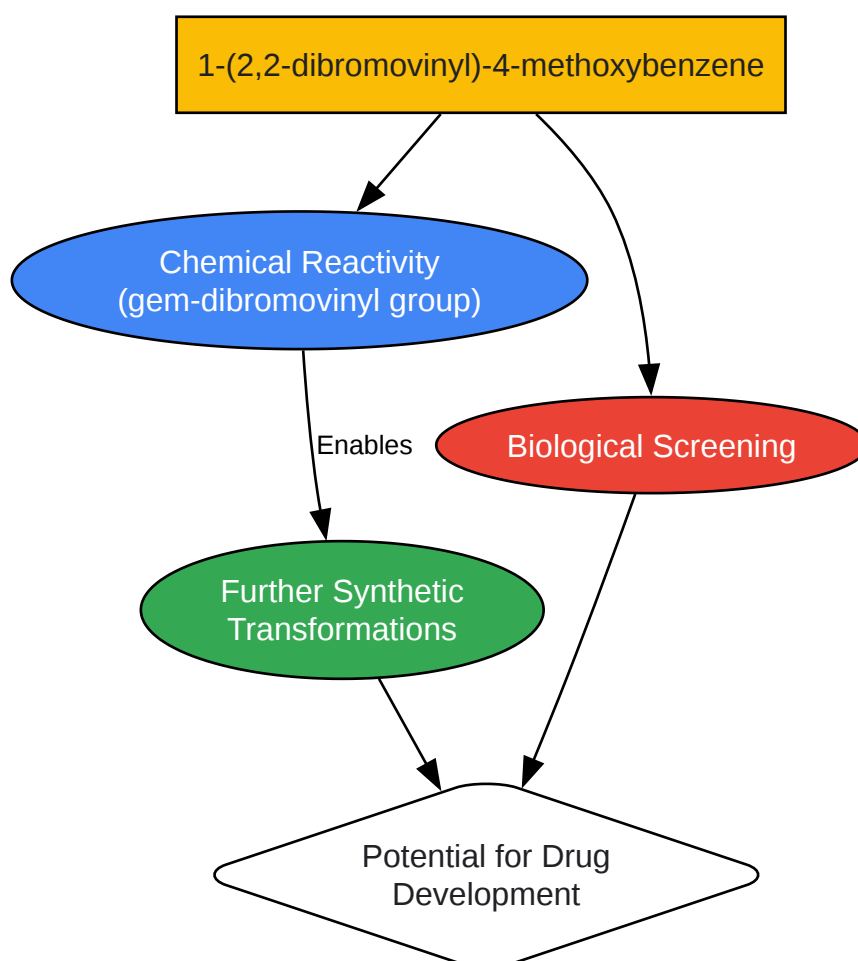 1-(2,2-dibromovinyl)-4-methoxybenzene
Chemical Reactivity
(gem-dibromovinyl group)
Enables
Biological Screening
Further Synthetic
Transformations
Potential for Drug
Development